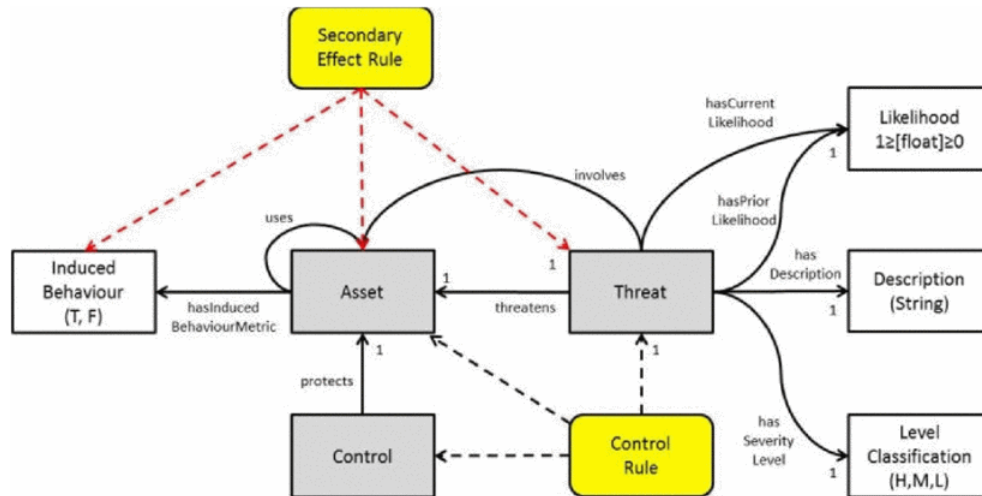 Secondary
Effect Rule
hasCurrent
Likelihood
Likelihood
1≥[float]≥0
1
involves
hasPrior
Likelihood
uses
Induced
Behaviour
(T, F)
hasInduced
BehaviourMetric
Asset
1
threatens
1
Threat
has
Description
1
Description
(String)
protects
1
1
Control
Control
Rule
has
Severity
Level
1
Level
Classification
(H,M,L)